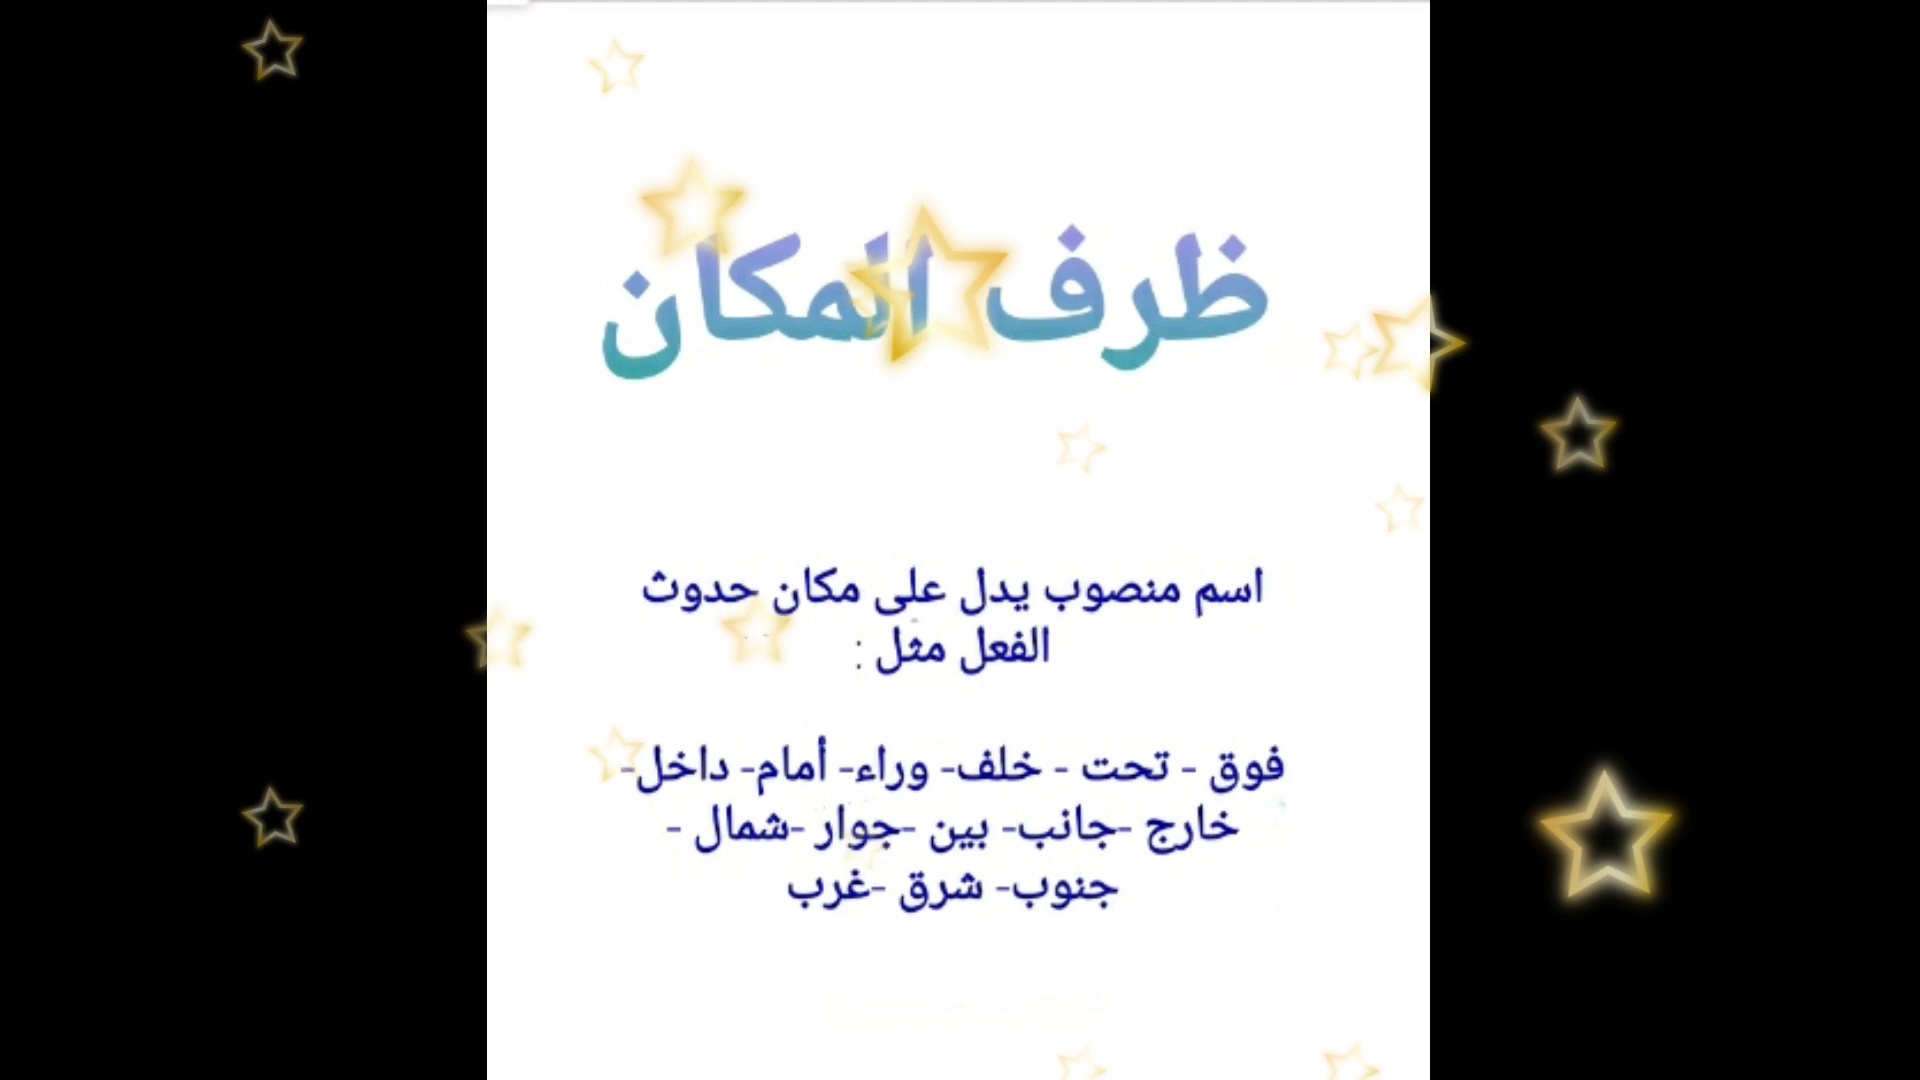 ظرف المكان
اسم منصوب يدل على مكان حدوث
الفعل مثل :
فوق - تحت - خلف- وراء- أمام- داخل-
خارج -جانب- بين -جوار -شمال -
جنوب- شرق -غرب